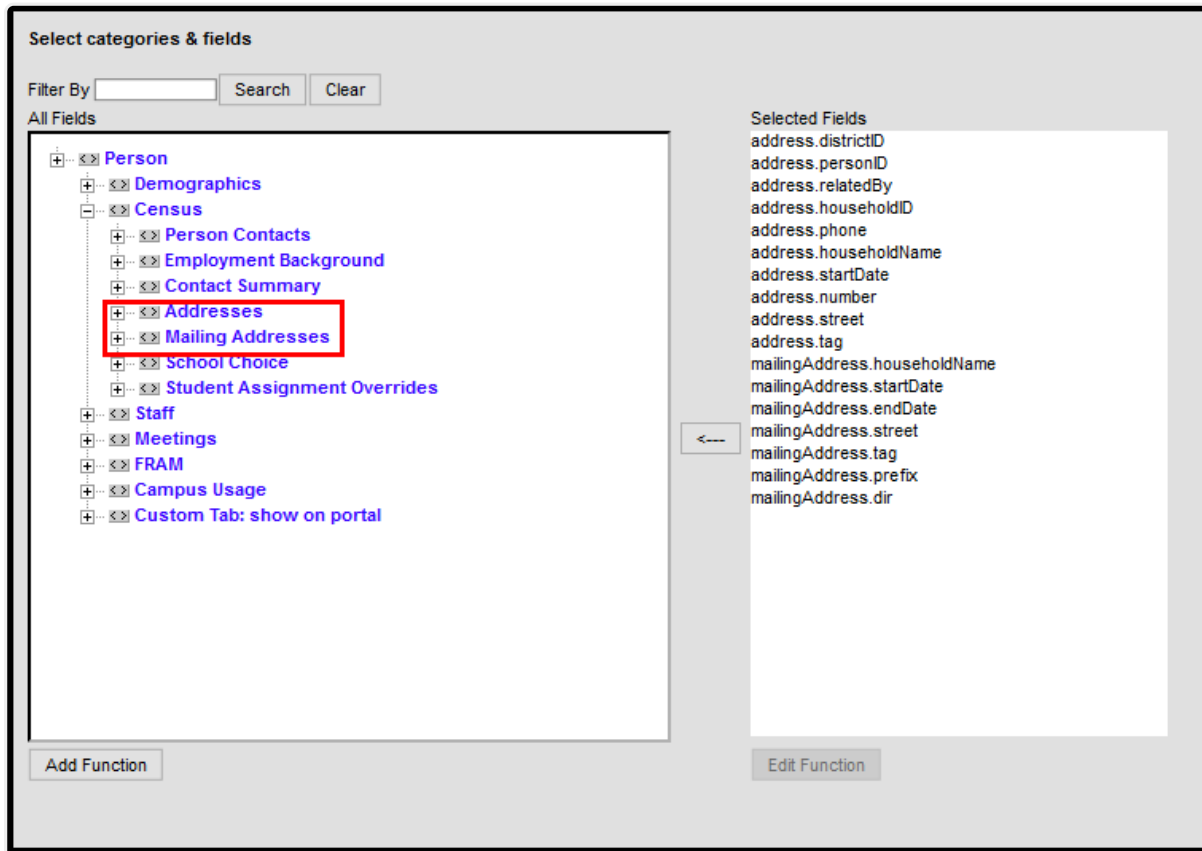 Select categories & fields
Filter By Search Clear
All Fields
Person
Demographics
Census
Person Contacts
Employment Background
Contact Summary
Addresses
Mailing Addresses
School Choice
Student Assignment Overrides
Staff
Meetings
FRAM
Campus Usage
Custom Tab: show on portal
Add Function
<---
Selected Fields
address.districtID
address.personID
address.relatedBy
address.householdID
address.phone
address.householdName
address.startDate
address.number
address.street
address.tag
mailingAddress.householdName
mailingAddress.startDate
mailingAddress.endDate
mailingAddress.street
mailingAddress.tag
mailingAddress.prefix
mailingAddress.dir
Edit Function